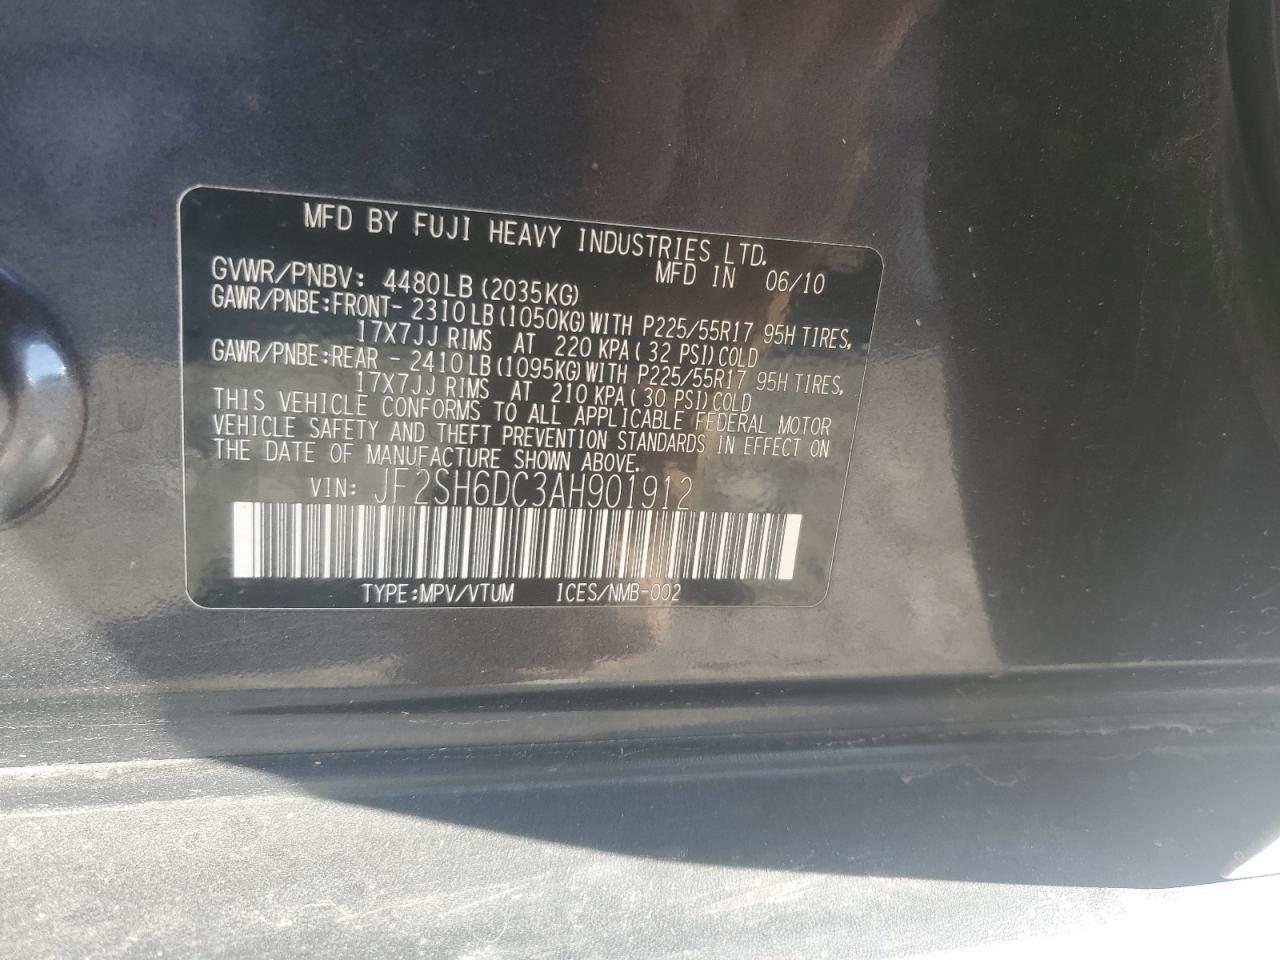 MFD BY FUJI HEAVY INDUSTRIES LTD.
MFD IN 06/10
GVWR/PNBV: 4480LB (2035KG)
GAWR/PNBE:FRONT- 2310LB (1050KG) WITH P225/55R17 95H TIRES,
17X7JJ RIMS AT 220 KPA ( 32 PSI) COLD
GAWR/PNBE:REAR - 2410LB (1095KG) WITH P225/55R17 95H TIRES,
17X7JJ RIMS AT 210 KPA ( 30 PSI) COLD
THIS VEHICLE CONFORMS TO ALL APPLICABLE FEDERAL MOTOR
VEHICLE SAFETY AND THEFT PREVENTION STANDARDS IN EFFECT ON
THE DATE OF MANUFACTURE SHOWN ABOVE.
VIN: JF2SH6DC3AH901912
TYPE:MPV/VTUM ICES/NMB-002